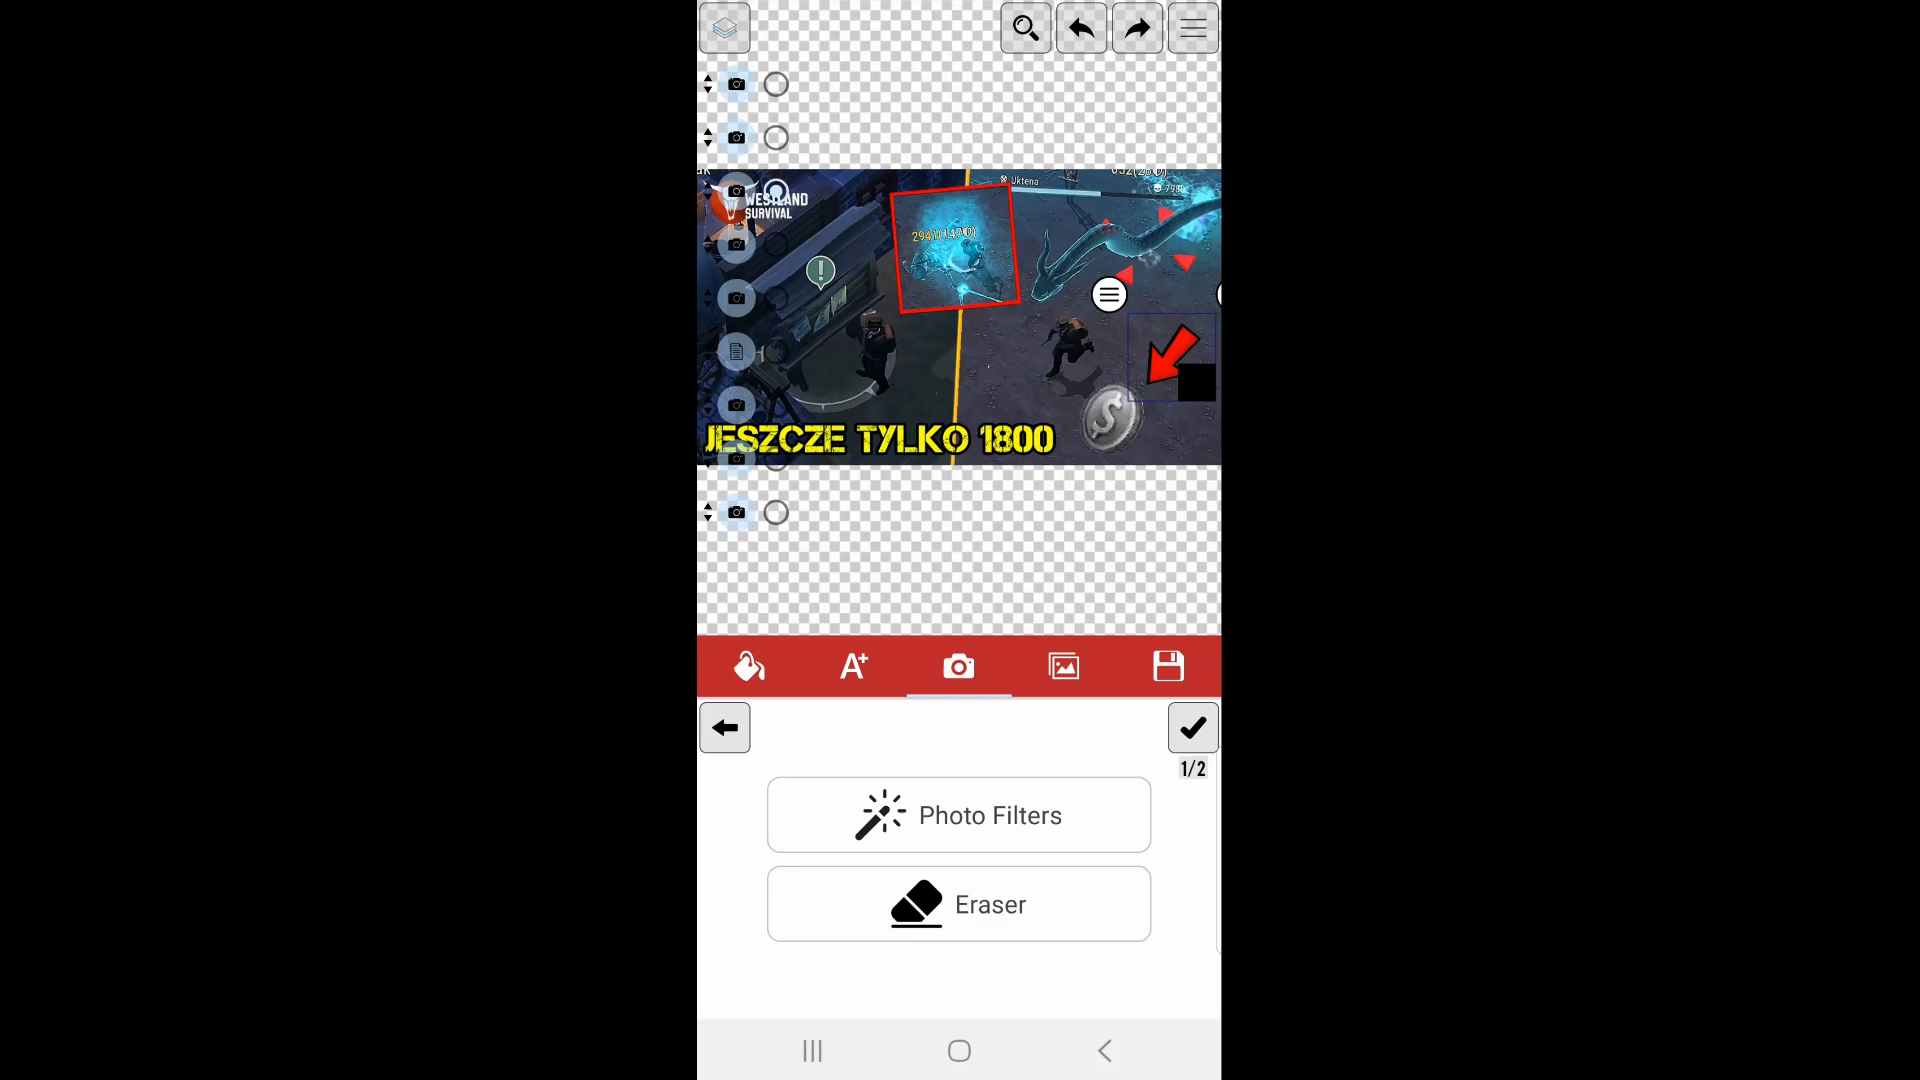 Uktena
WESTLAND
SURVIVAL
JESZCZE TYLKO 1800
1/2
Photo Filters
Eraser